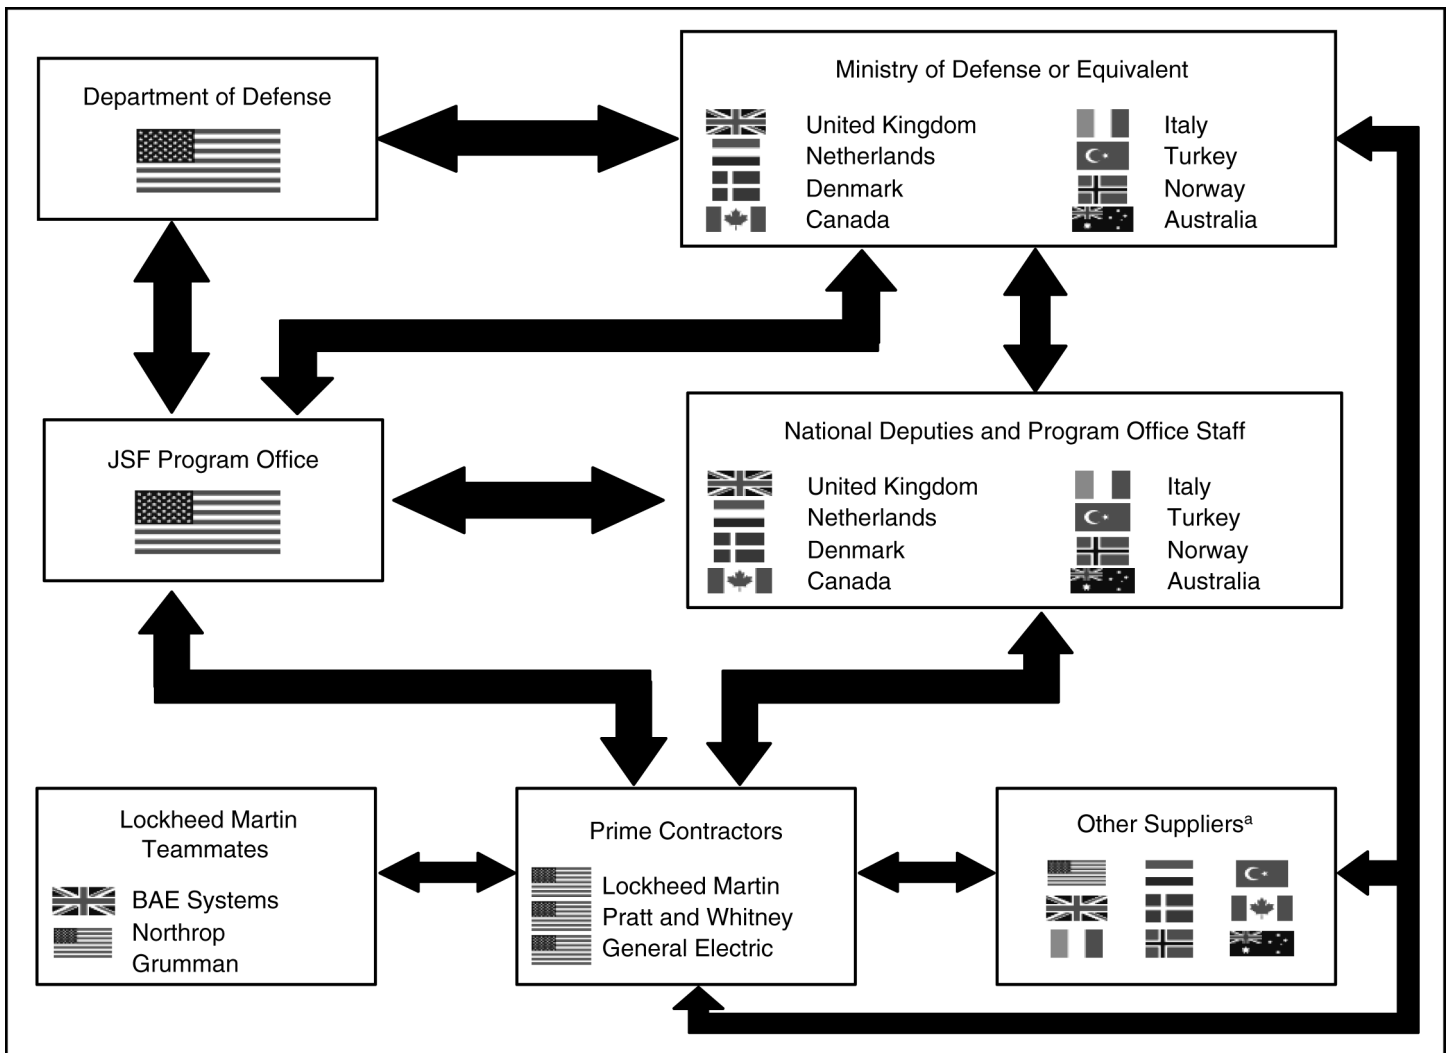 Department of Defense
Ministry of Defense or Equivalent
United Kingdom
Italy
Netherlands
Turkey
Denmark
Norway
Canada
Australia
JSF Program Office
National Deputies and Program Office Staff
United Kingdom
Italy
Netherlands
Turkey
Denmark
Norway
Canada
Australia
Lockheed Martin
Teammates
BAE Systems
Northrop
Grumman
Prime Contractors
Lockheed Martin
Pratt and Whitney
General Electric
Other Suppliersᵃ